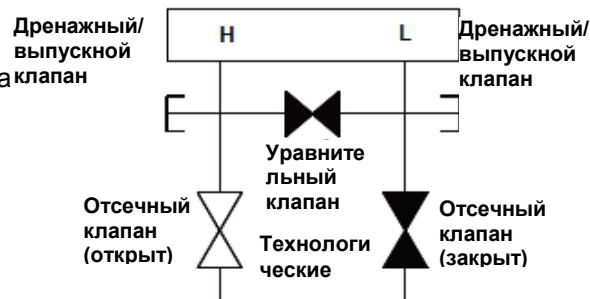 Дренажный/
выпускной
клапан
а
H
L
Дренажный/
выпускной
клапан
Уравните
льный
клапан
Отсечный
клапан
(открыт)
Технологи
ческие
Отсечный
клапан
(закрыт)